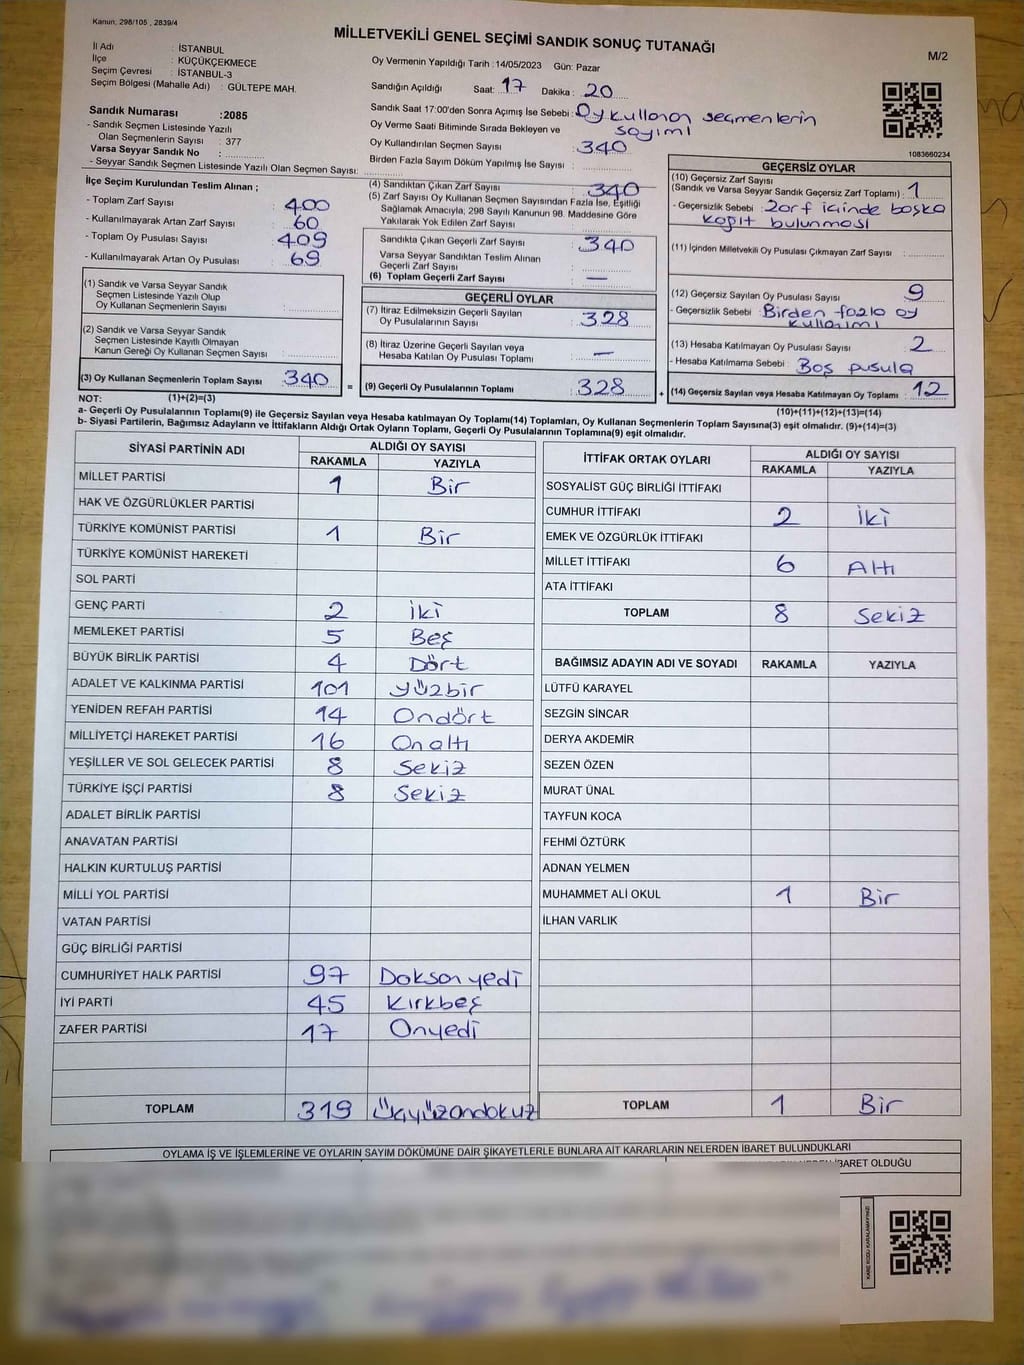 Kanun: 298/105 , 2839/4
MİLLETVEKİLİ GENEL SEÇİMİ SANDIK SONUÇ TUTANAĞI
M/2
İl Adı : İSTANBUL
İlçe : KÜÇÜKÇEKMECE
Seçim Çevresi : İSTANBUL-3
Seçim Bölgesi (Mahalle Adı) : GÜLTEPE MAH.
Oy Vermenin Yapıldığı Tarih :14/05/2023 Gün: Pazar
Sandığın Açıldığı Saat: 17 Dakika : 20
Sandık Saat 17:00'den Sonra Açımış İse Sebebi : Oy kullanan seçmenlerin
sayımı
Oy Verme Saati Bitiminde Sırada Bekleyen ve
Oy Kullandırılan Seçmen Sayısı : 340
Birden Fazla Sayım Döküm Yapılmış İse Sayısı :
Sandık Numarası :2085
- Sandık Seçmen Listesinde Yazılı
Olan Seçmenlerin Sayısı : 377
Varsa Seyyar Sandık No :
- Seyyar Sandık Seçmen Listesinde Yazılı Olan Seçmen Sayısı:
1083660234
İlçe Seçim Kurulundan Teslim Alınan ;
- Toplam Zarf Sayısı : 400
- Kullanılmayarak Artan Zarf Sayısı : 60
- Toplam Oy Pusulası Sayısı : 409
- Kullanılmayarak Artan Oy Pusulası : 69
(1) Sandık ve Varsa Seyyar Sandık
Seçmen Listesinde Yazılı Olup
Oy Kullanan Seçmenlerin Sayısı :
(2) Sandık ve Varsa Seyyar Sandık
Seçmen Listesinde Kayıtlı Olmayan
Kanun Gereği Oy Kullanan Seçmen Sayısı :
(3) Oy Kullanan Seçmenlerin Toplam Sayısı : 340 =
(4) Sandıktan Çıkan Zarf Sayısı : 340
(5) Zarf Sayısı Oy Kullanan Seçmen Sayısından Fazla İse, Eşitliği
Sağlamak Amacıyla, 298 Sayılı Kanunun 98. Maddesine Göre
Yakılarak Yok Edilen Zarf Sayısı :
Sandıkta Çıkan Geçerli Zarf Sayısı : 340
Varsa Seyyar Sandıktan Teslim Alınan
Geçerli Zarf Sayısı :
(6) Toplam Geçerli Zarf Sayısı : —
GEÇERLİ OYLAR
(7) İtiraz Edilmeksizin Geçerli Sayılan
Oy Pusulalarının Sayısı : 328
(8) İtiraz Üzerine Geçerli Sayılan veya
Hesaba Katılan Oy Pusulası Toplamı : —
(9) Geçerli Oy Pusulalarının Toplamı : 328 +
GEÇERSİZ OYLAR
(10) Geçersiz Zarf Sayısı
(Sandık ve Varsa Seyyar Sandık Geçersiz Zarf Toplamı) : 1
- Geçersizlik Sebebi : Zarf içinde başka
kağıt bulunması
(11) İçinden Milletvekili Oy Pusulası Çıkmayan Zarf Sayısı :
(12) Geçersiz Sayılan Oy Pusulası Sayısı : 9
- Geçersizlik Sebebi : Birden fazla oy
kullanımı
(13) Hesaba Katılmayan Oy Pusulası Sayısı : 2
- Hesaba Katılmama Sebebi : Boş pusula
(14) Geçersiz Sayılan veya Hesaba Katılmayan Oy Toplamı : 12
NOT: (1)+(2)=(3)
(10)+(11)+(12)+(13)=(14)
a- Geçerli Oy Pusulaları Toplamı(9) ile Geçersiz Sayılan veya Hesaba katılmayan Oy Toplamı(14) Toplamları, Oy Kullanan Seçmenlerin Toplam Sayısına(3) eşit olmalıdır. (9)+(14)=(3)
b- Siyasi Partilerin, Bağımsız Adayların ve İttifakların Aldığı Ortak Oyların Toplamı, Geçerli Oy Pusulalarının Toplamına(9) eşit olmalıdır.
SİYASİ PARTİNİN ADI ALDIĞI OY SAYISI
RAKAMLA YAZIYLA
MİLLET PARTİSİ 1 Bir
HAK VE ÖZGÜRLÜKLER PARTİSİ
TÜRKİYE KOMÜNİST PARTİSİ 1 Bir
TÜRKİYE KOMÜNİST HAREKETİ
SOL PARTİ
GENÇ PARTİ 2 İki
MEMLEKET PARTİSİ 5 Beş
BÜYÜK BİRLİK PARTİSİ 4 Dört
ADALET VE KALKINMA PARTİSİ 101 yüzbir
YENİDEN REFAH PARTİSİ 14 Ondört
MİLLİYETÇİ HAREKET PARTİSİ 16 Onaltı
YEŞİLLER VE SOL GELECEK PARTİSİ 8 Sekiz
TÜRKİYE İŞÇİ PARTİSİ 8 Sekiz
ADALET BİRLİK PARTİSİ
ANAVATAN PARTİSİ
HALKIN KURTULUŞ PARTİSİ
MİLLİ YOL PARTİSİ
VATAN PARTİSİ
GÜÇ BİRLİĞİ PARTİSİ
CUMHURİYET HALK PARTİSİ 97 Doksanyedi
İYİ PARTİ 45 Kırkbeş
ZAFER PARTİSİ 17 Onyedi
TOPLAM 319 Üçyüzondokuz
İTTİFAK ORTAK OYLARI ALDIĞI OY SAYISI
RAKAMLA YAZIYLA
SOSYALİST GÜÇ BİRLİĞİ İTTİFAKI
CUMHUR İTTİFAKI 2 İki
EMEK VE ÖZGÜRLÜK İTTİFAKI
MİLLET İTTİFAKI 6 Altı
ATA İTTİFAKI
TOPLAM 8 Sekiz
BAĞIMSIZ ADAYIN ADI VE SOYADI RAKAMLA YAZIYLA
LÜTFÜ KARAYEL
SEZGİN SİNCAR
DERYA AKDEMİR
SEZEN ÖZEN
MURAT ÜNAL
TAYFUN KOCA
FEHMİ ÖZTÜRK
ADNAN YELMEN
MUHAMMET ALİ OKUL 1 Bir
İLHAN VARLIK
TOPLAM 1 Bir
OYLAMA İŞ VE İŞLEMLERİNE VE OYLARIN SAYIM DÖKÜMÜNE DAİR ŞİKAYETLERLE BUNLARA AİT KARARLARIN NELERDEN İBARET BULUNDUKLARI
İBARET OLDUĞU
KARE KODU KARALAMAYINIZ